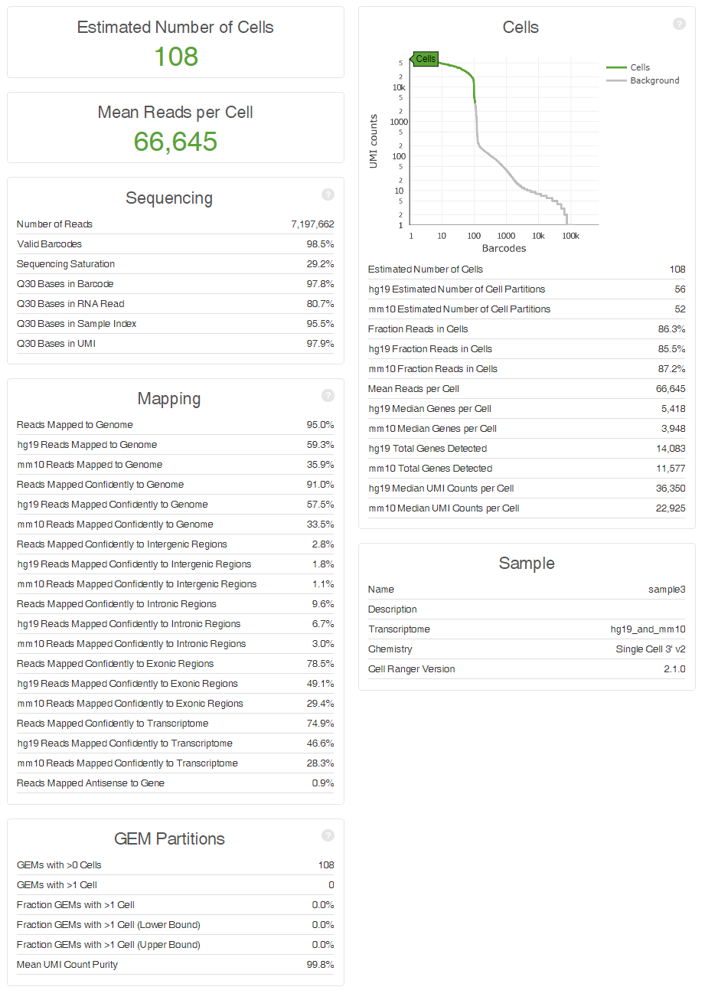 Estimated Number of Cells
108
Mean Reads per Cell
66,645
Sequencing
?
Number of Reads 7,197,662
Valid Barcodes 98.5%
Sequencing Saturation 29.2%
Q30 Bases in Barcode 97.8%
Q30 Bases in RNA Read 80.7%
Q30 Bases in Sample Index 95.5%
Q30 Bases in UMI 97.9%
Mapping
?
Reads Mapped to Genome 95.0%
hg19 Reads Mapped to Genome 59.3%
mm10 Reads Mapped to Genome 35.9%
Reads Mapped Confidently to Genome 91.0%
hg19 Reads Mapped Confidently to Genome 57.5%
mm10 Reads Mapped Confidently to Genome 33.5%
Reads Mapped Confidently to Intergenic Regions 2.8%
hg19 Reads Mapped Confidently to Intergenic Regions 1.8%
mm10 Reads Mapped Confidently to Intergenic Regions 1.1%
Reads Mapped Confidently to Intronic Regions 9.6%
hg19 Reads Mapped Confidently to Intronic Regions 6.7%
mm10 Reads Mapped Confidently to Intronic Regions 3.0%
Reads Mapped Confidently to Exonic Regions 78.5%
hg19 Reads Mapped Confidently to Exonic Regions 49.1%
mm10 Reads Mapped Confidently to Exonic Regions 29.4%
Reads Mapped Confidently to Transcriptome 74.9%
hg19 Reads Mapped Confidently to Transcriptome 46.6%
mm10 Reads Mapped Confidently to Transcriptome 28.3%
Reads Mapped Antisense to Gene 0.9%
GEM Partitions
?
GEMs with >0 Cells 108
GEMs with >1 Cell 0
Fraction GEMs with >1 Cell 0.0%
Fraction GEMs with >1 Cell (Lower Bound) 0.0%
Fraction GEMs with >1 Cell (Upper Bound) 0.0%
Mean UMI Count Purity 99.8%
Cells
?
Cells
Cells
Background
UMI counts
5
2
10k
5
2
1000
5
2
100
5
2
10
5
2
1
1 10 100 1000 10k 100k
Barcodes
Estimated Number of Cells 108
hg19 Estimated Number of Cell Partitions 56
mm10 Estimated Number of Cell Partitions 52
Fraction Reads in Cells 86.3%
hg19 Fraction Reads in Cells 85.5%
mm10 Fraction Reads in Cells 87.2%
Mean Reads per Cell 66,645
hg19 Median Genes per Cell 5,418
mm10 Median Genes per Cell 3,948
hg19 Total Genes Detected 14,083
mm10 Total Genes Detected 11,577
hg19 Median UMI Counts per Cell 36,350
mm10 Median UMI Counts per Cell 22,925
Sample
Name sample3
Description
Transcriptome hg19_and_mm10
Chemistry Single Cell 3' v2
Cell Ranger Version 2.1.0